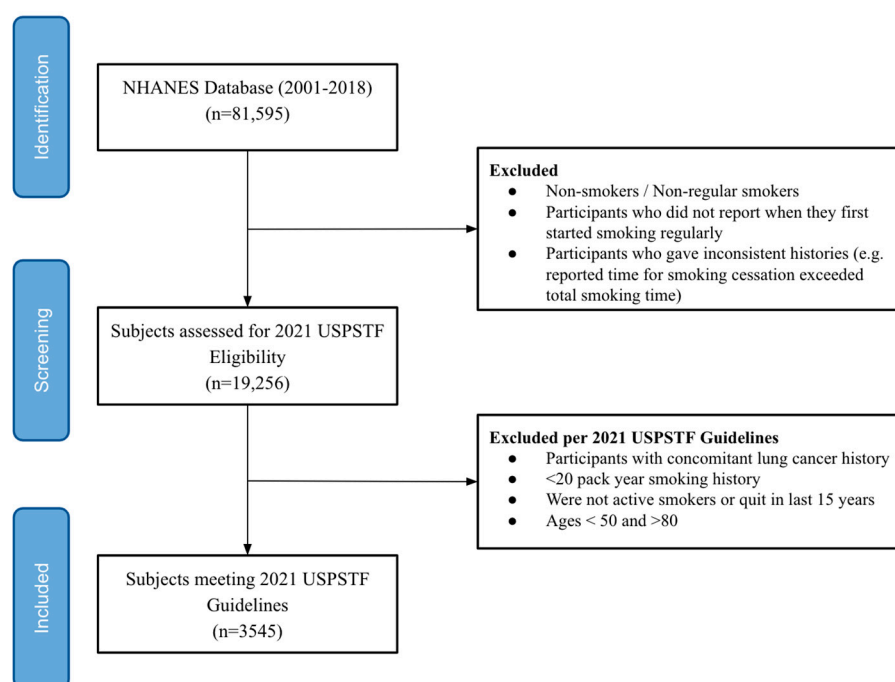 Identification
NHANES Database (2001-2018)
(n=81,595)
Excluded
● Non-smokers / Non-regular smokers
● Participants who did not report when they first
started smoking regularly
● Participants who gave inconsistent histories (e.g.
reported time for smoking cessation exceeded
total smoking time)
Screening
Subjects assessed for 2021 USPSTF
Eligibility
(n=19,256)
Excluded per 2021 USPSTF Guidelines
● Participants with concomitant lung cancer history
● <20 pack year smoking history
● Were not active smokers or quit in last 15 years
● Ages < 50 and >80
Included
Subjects meeting 2021 USPSTF
Guidelines
(n=3545)